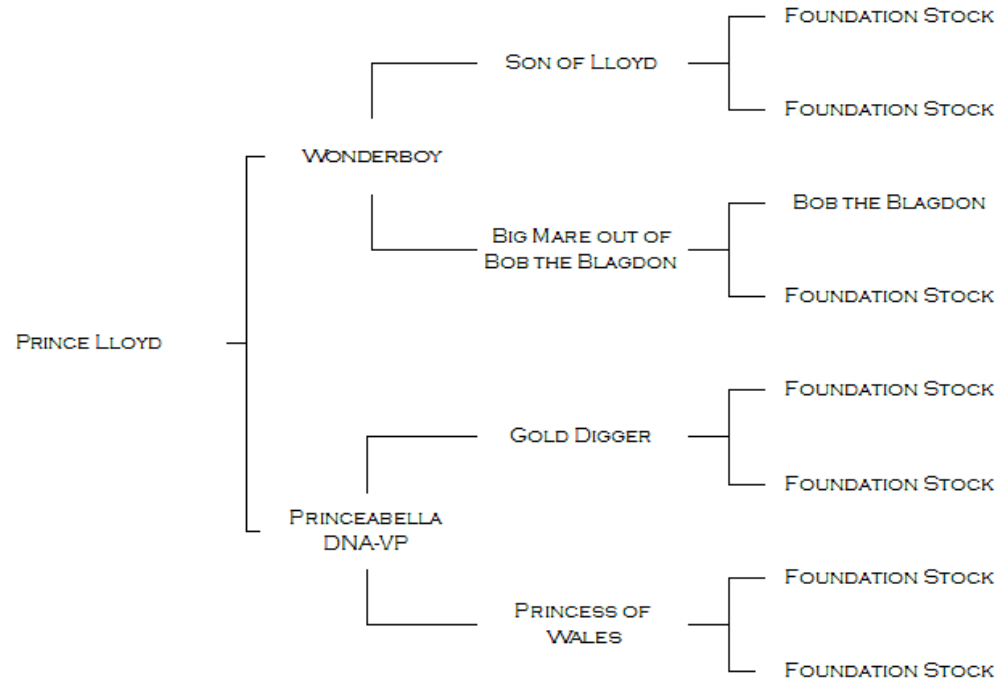 Foundation Stock
Son of Lloyd
Foundation Stock
Wonderboy
Bob the Blagdon
Big Mare out of
Bob the Blagdon
Foundation Stock
Prince Lloyd
Foundation Stock
Gold Digger
Foundation Stock
Princeabella
DNA-VP
Foundation Stock
Princess of
Wales
Foundation Stock